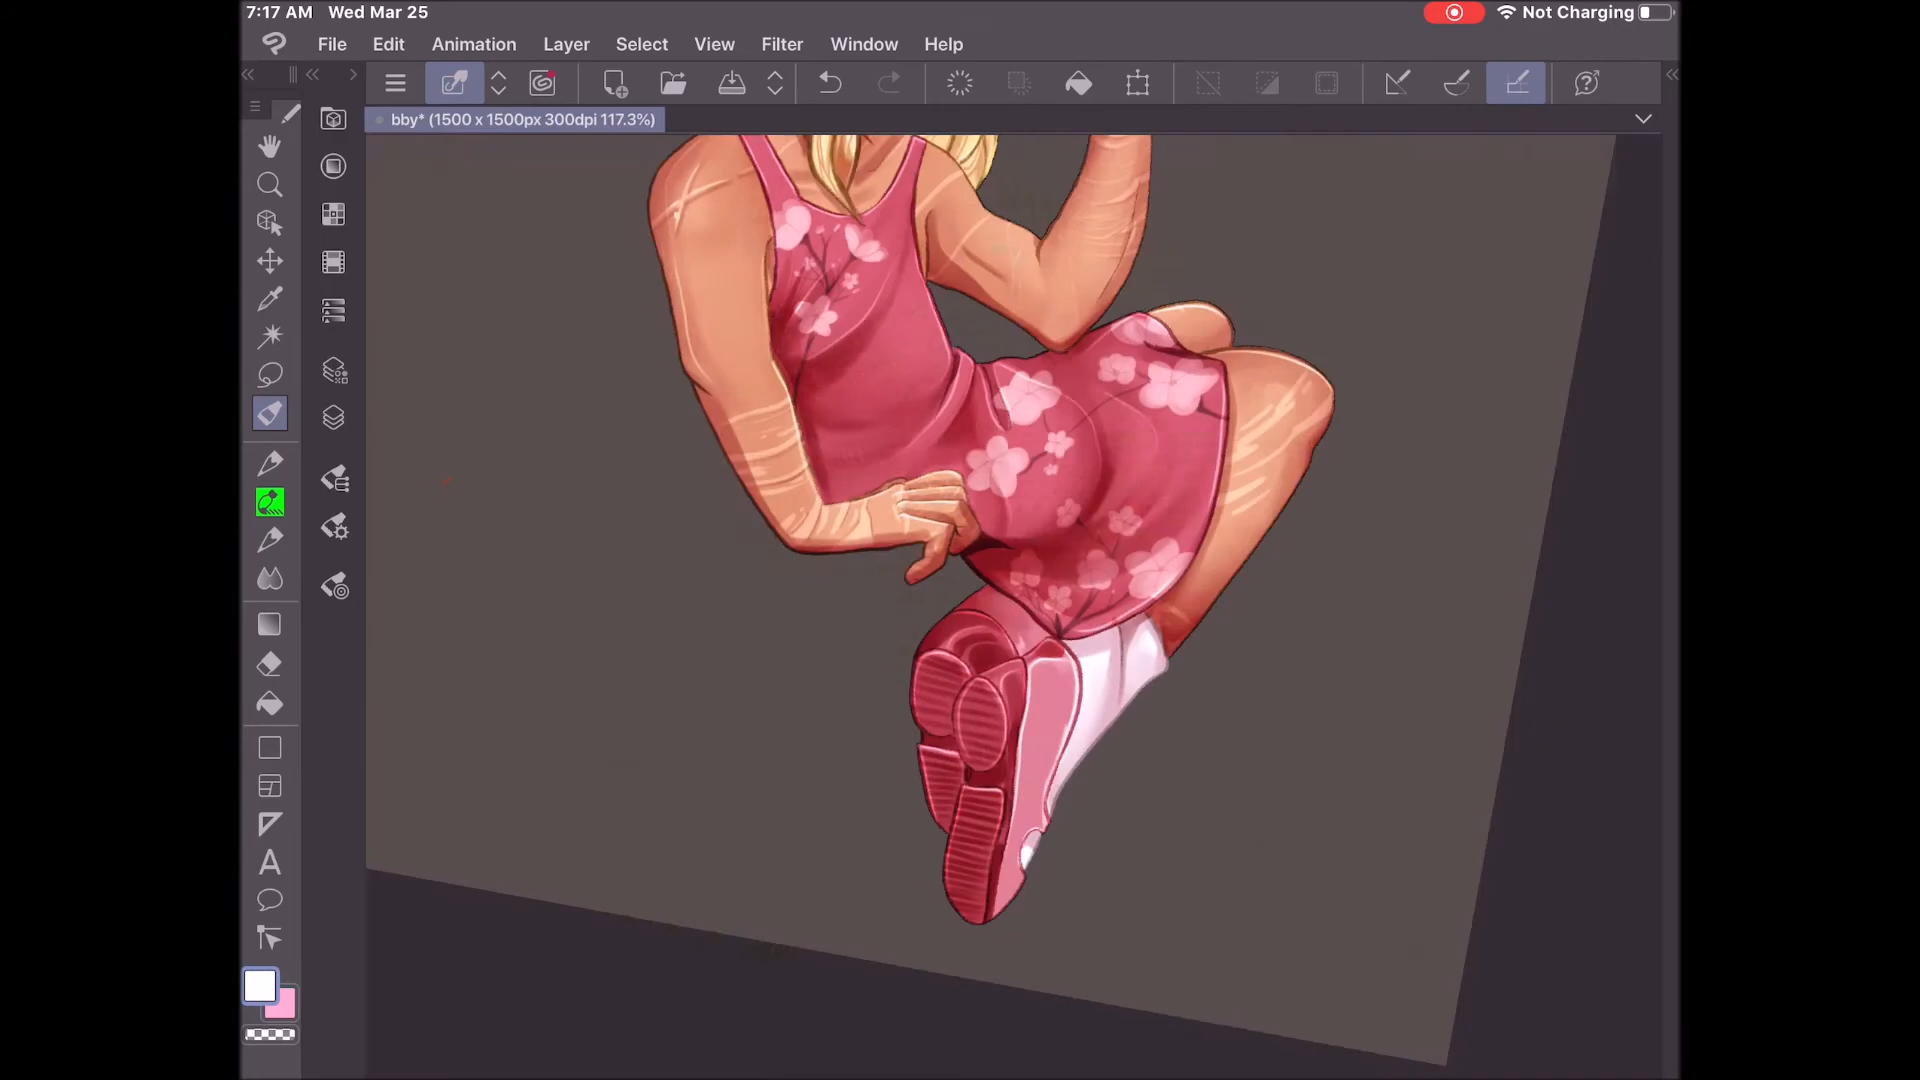 7:17 AM Wed Mar 25
Not Charging
File Edit Animation Layer Select View Filter Window Help
bby* (1500 x 1500px 300dpi 117.3%)